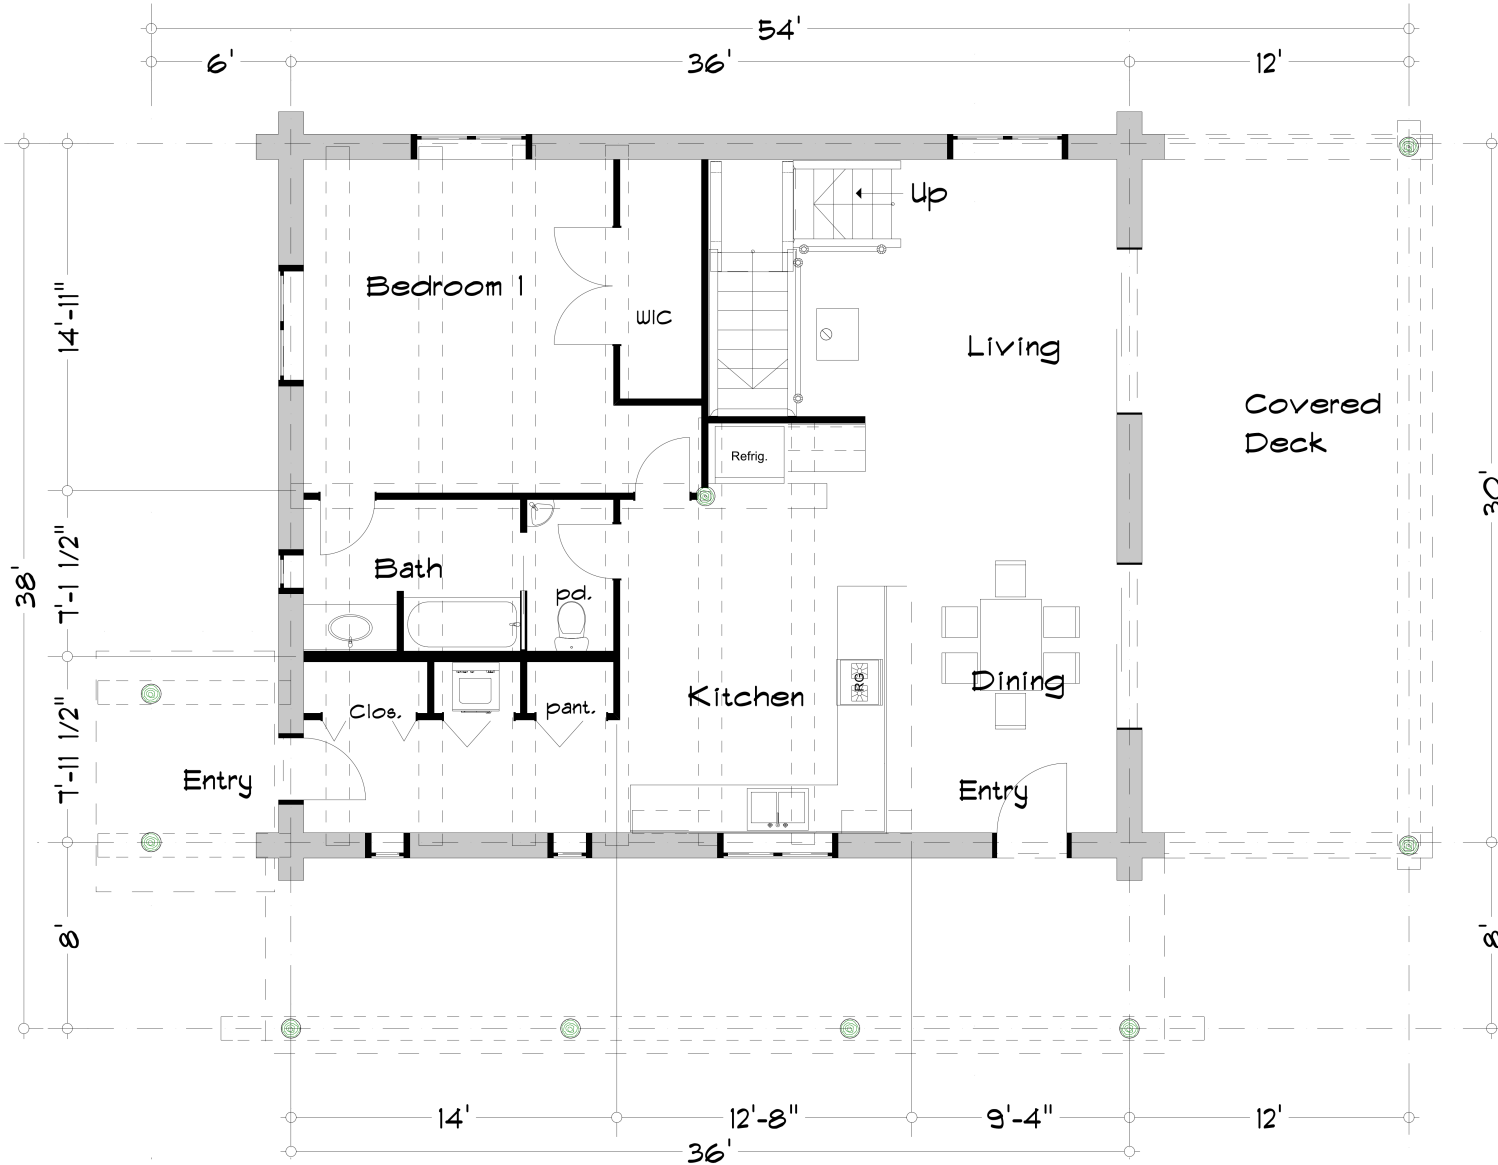 54'
6'
36'
12'
Up
14'-11"
Bedroom 1
WIC
Living
Covered
Deck
Refrig.
30'
7'-1 1/2"
38'
Bath
pd.
Dining
RG
Kitchen
Clos.
pant.
7'-11 1/2"
Entry
Entry
8'
8'
14'
12'-8"
9'-4"
12'
36'